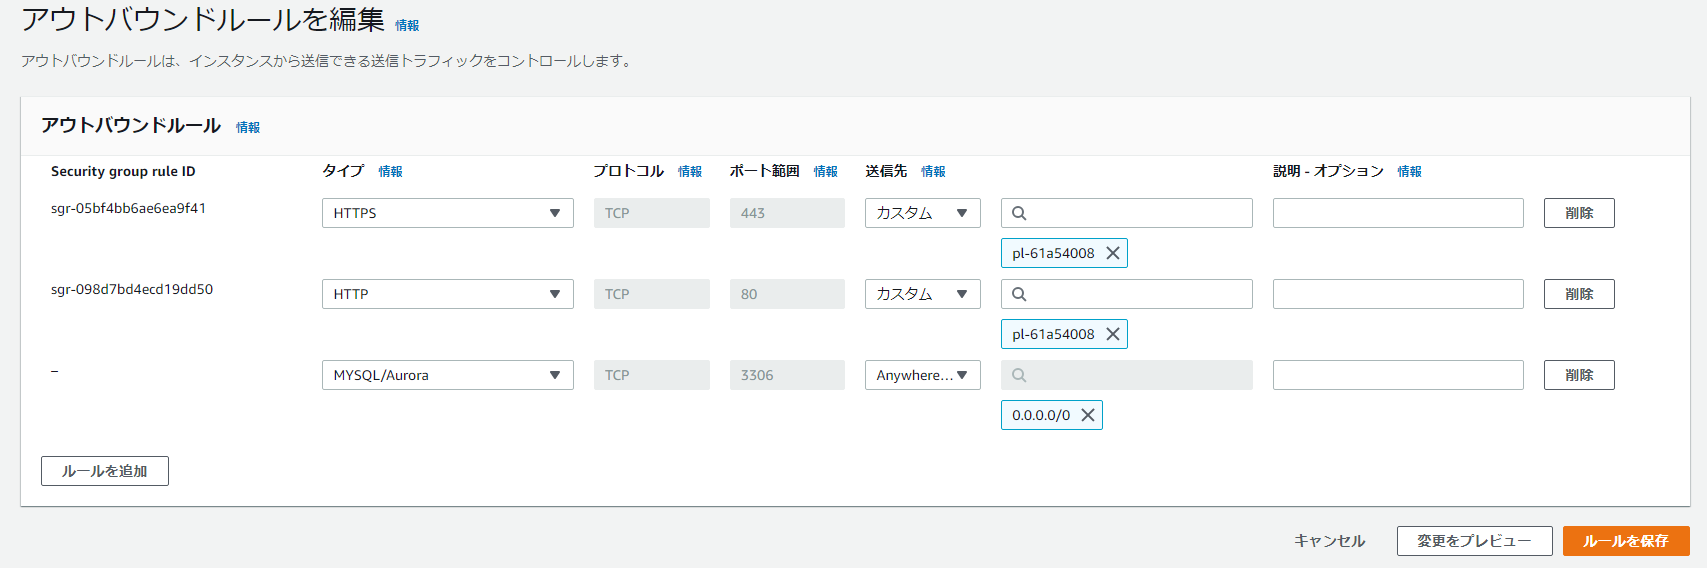 アウトバウンドルールを編集 情報
アウトバウンドルールは、インスタンスから送信できる送信トラフィックをコントロールします。
アウトバウンドルール 情報
Security group rule ID タイプ 情報 プロトコル 情報 ポート範囲 情報 送信先 情報 説明 - オプション 情報
sgr-05bf4bb6ae6ea9f41 HTTPS TCP 443 カスタム 削除
pl-61a54008
sgr-098d7bd4ecd19dd50 HTTP TCP 80 カスタム 削除
pl-61a54008
– MYSQL/Aurora TCP 3306 Anywhere... 削除
0.0.0.0/0
ルールを追加
キャンセル 変更をプレビュー ルールを保存